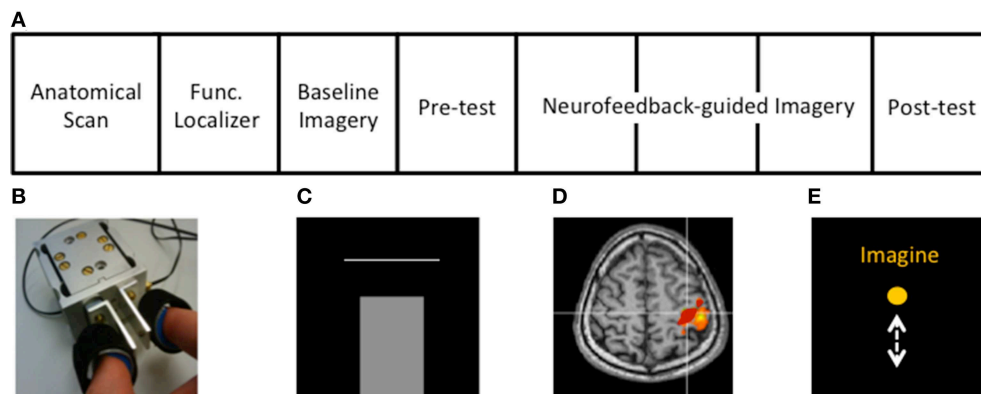 A
Anatomical
Scan
Func.
Localizer
Baseline
Imagery
Pre-test
Neurofeedback-guided Imagery
Post-test
B
C
D
E
Imagine